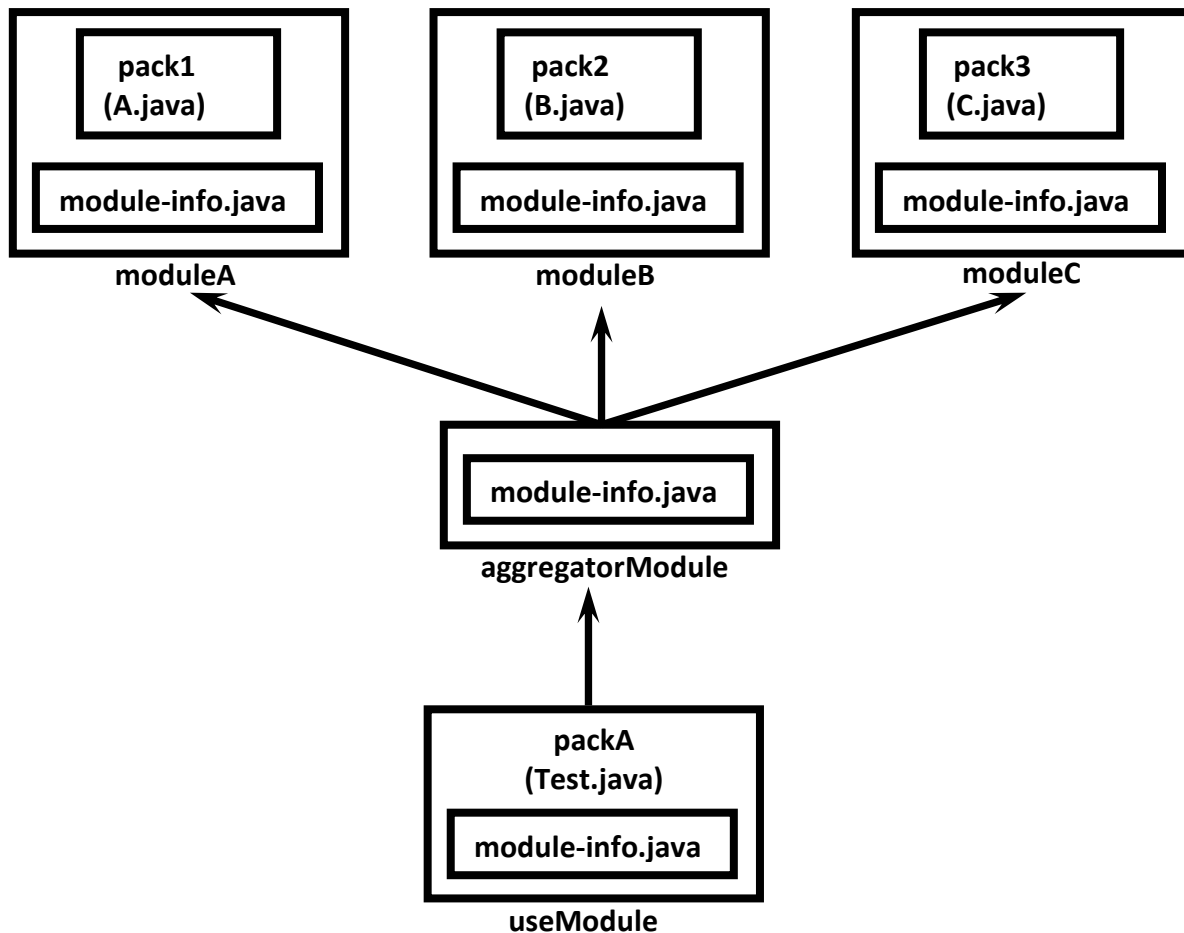 pack1
(A.java)
module-info.java
moduleA
pack2
(B.java)
module-info.java
moduleB
pack3
(C.java)
module-info.java
moduleC
module-info.java
aggregatorModule
packA
(Test.java)
module-info.java
useModule